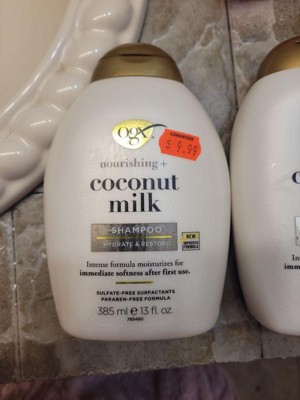 ogx
$ 9.99
nourishing +
coconut
milk
SHAMPOO
HYDRATE & RESTORE
NEW
IMPROVED
FORMULA
Intense formula moisturizes for
immediate softness after first use.
SULFATE-FREE SURFACTANTS
PARABEN-FREE FORMULA
385 ml e 13 fl. oz.